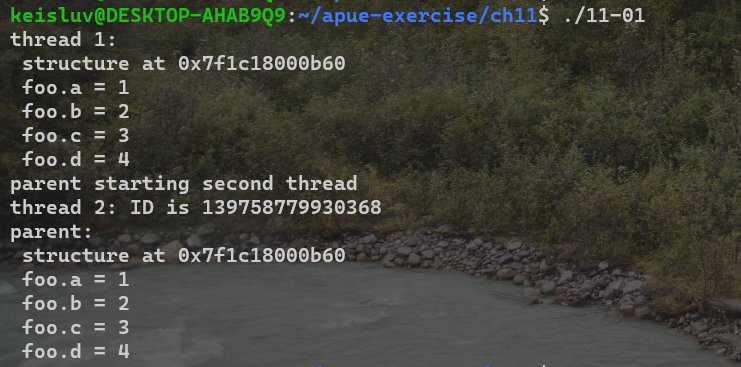 keisluv@DESKTOP-AHAB9Q9:~/apue-exercise/ch11$ ./11-01
thread 1:
 structure at 0x7f1c18000b60
 foo.a = 1
 foo.b = 2
 foo.c = 3
 foo.d = 4
parent starting second thread
thread 2: ID is 139758779930368
parent:
 structure at 0x7f1c18000b60
 foo.a = 1
 foo.b = 2
 foo.c = 3
 foo.d = 4